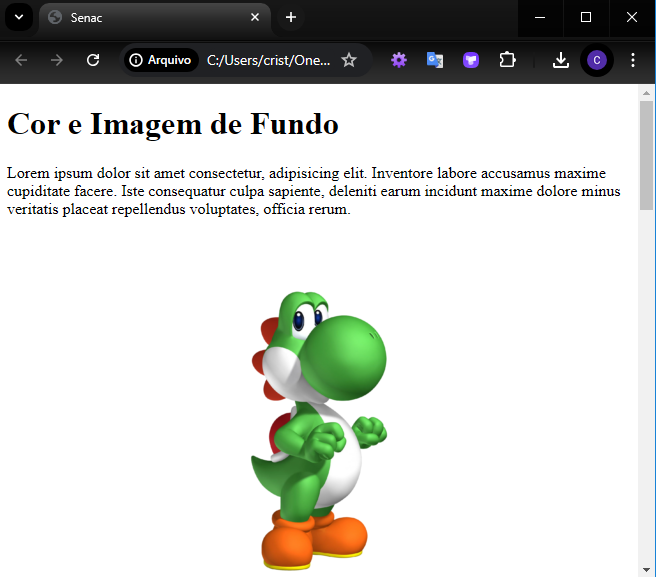 Senac
Arquivo C:/Users/crist/One...
C
Cor e Imagem de Fundo
Lorem ipsum dolor sit amet consectetur, adipisicing elit. Inventore labore accusamus maxime
cupiditate facere. Iste consequatur culpa sapiente, deleniti earum incidunt maxime dolore minus
veritatis placeat repellendus voluptates, officia rerum.